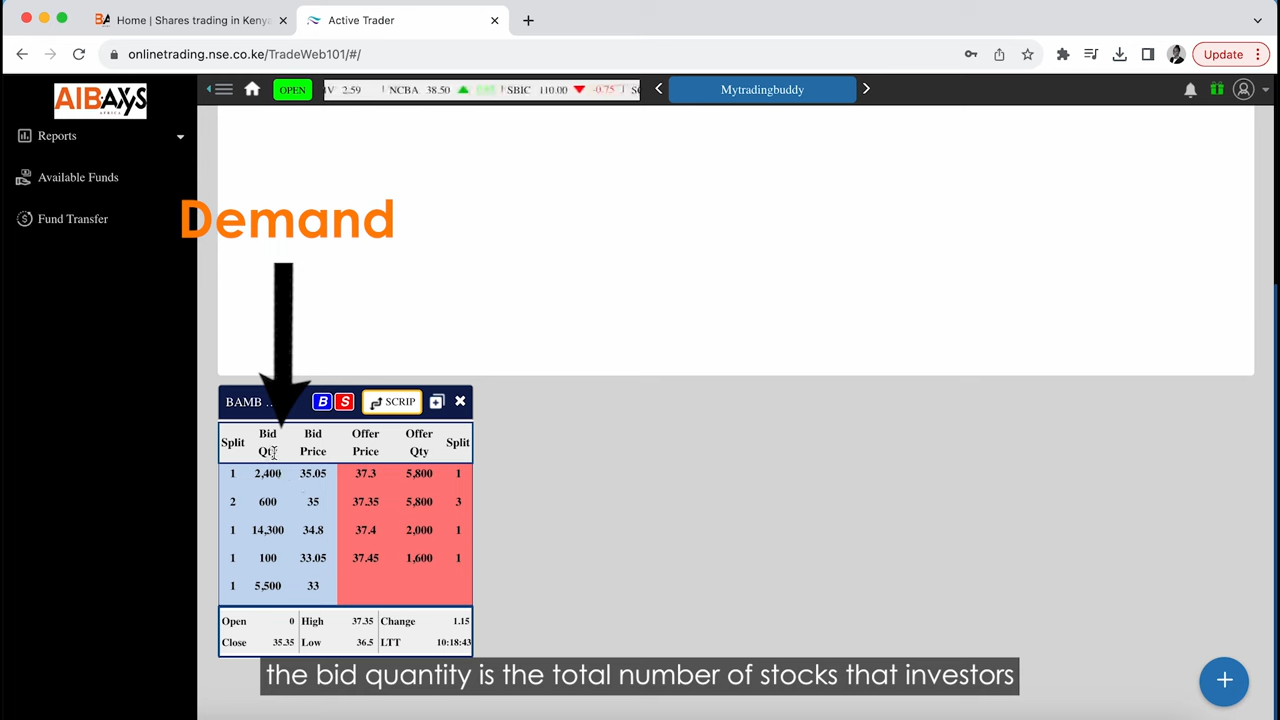 Home | Shares trading in Kenya
Active Trader
onlinetrading.nse.co.ke/TradeWeb101/#/
Update
AIB-AXYS
AFRICA
OPEN
2.59 NCBA 38.50 SBIC 110.00 -0.75
Mytradingbuddy
Reports
Available Funds
Fund Transfer
Demand
BAMB .. B S SCRIP
Split Bid Qty Bid Price Offer Price Offer Qty Split
1 2,400 35.05 37.3 5,800 1
2 600 35 37.35 5,800 3
1 14,300 34.8 37.4 2,000 1
1 100 33.05 37.45 1,600 1
1 5,500 33
Open 0 High 37.35 Change 1.15
Close 35.35 Low 36.5 LTT 10:18:43
the bid quantity is the total number of stocks that investors